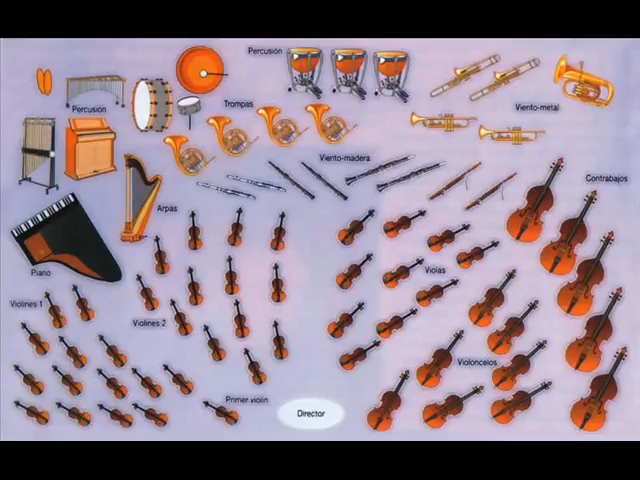 Percusión
Percusión
Trompas
Viento-metal
Viento-madera
Contrabajos
Arpas
Piano
Violas
Violines 1
Violines 2
Violoncelos
Primer violín
Director